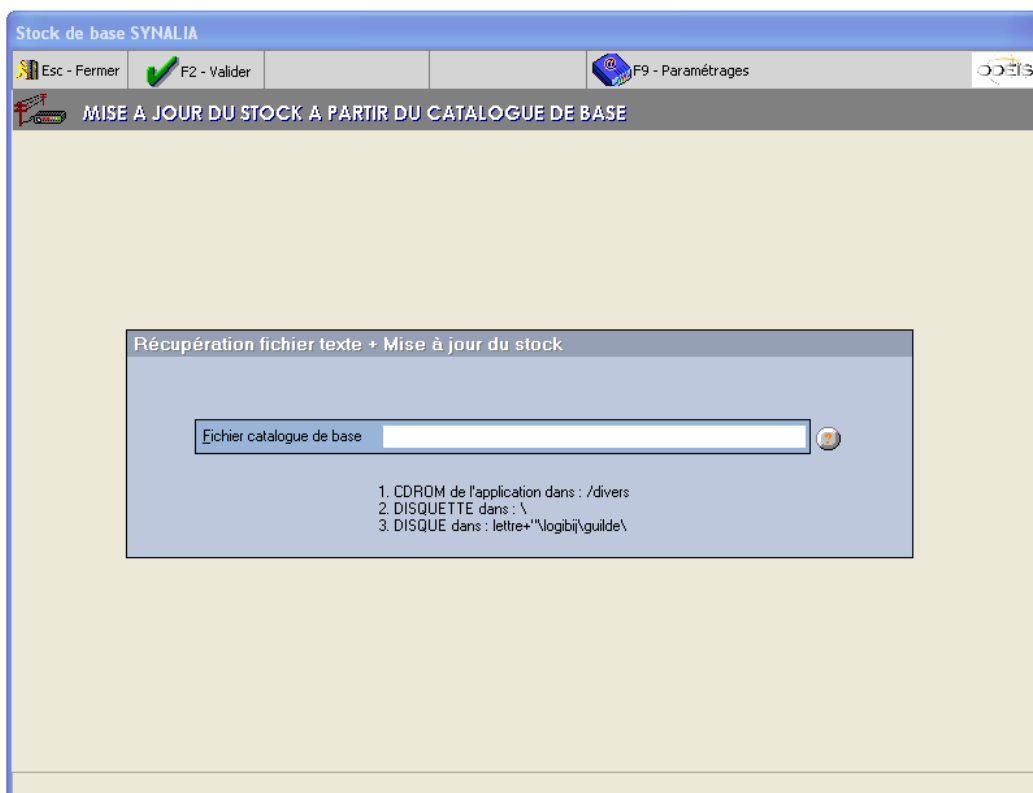 Stock de base SYNALIA
Esc - Fermer
F2 - Valider
F9 - Paramétrages
MISE A JOUR DU STOCK A PARTIR DU CATALOGUE DE BASE
Récupération fichier texte + Mise à jour du stock
Fichier catalogue de base
1. CDROM de l'application dans : /divers
2. DISQUETTE dans : \
3. DISQUE dans : lettre+"\logibij\guilde\